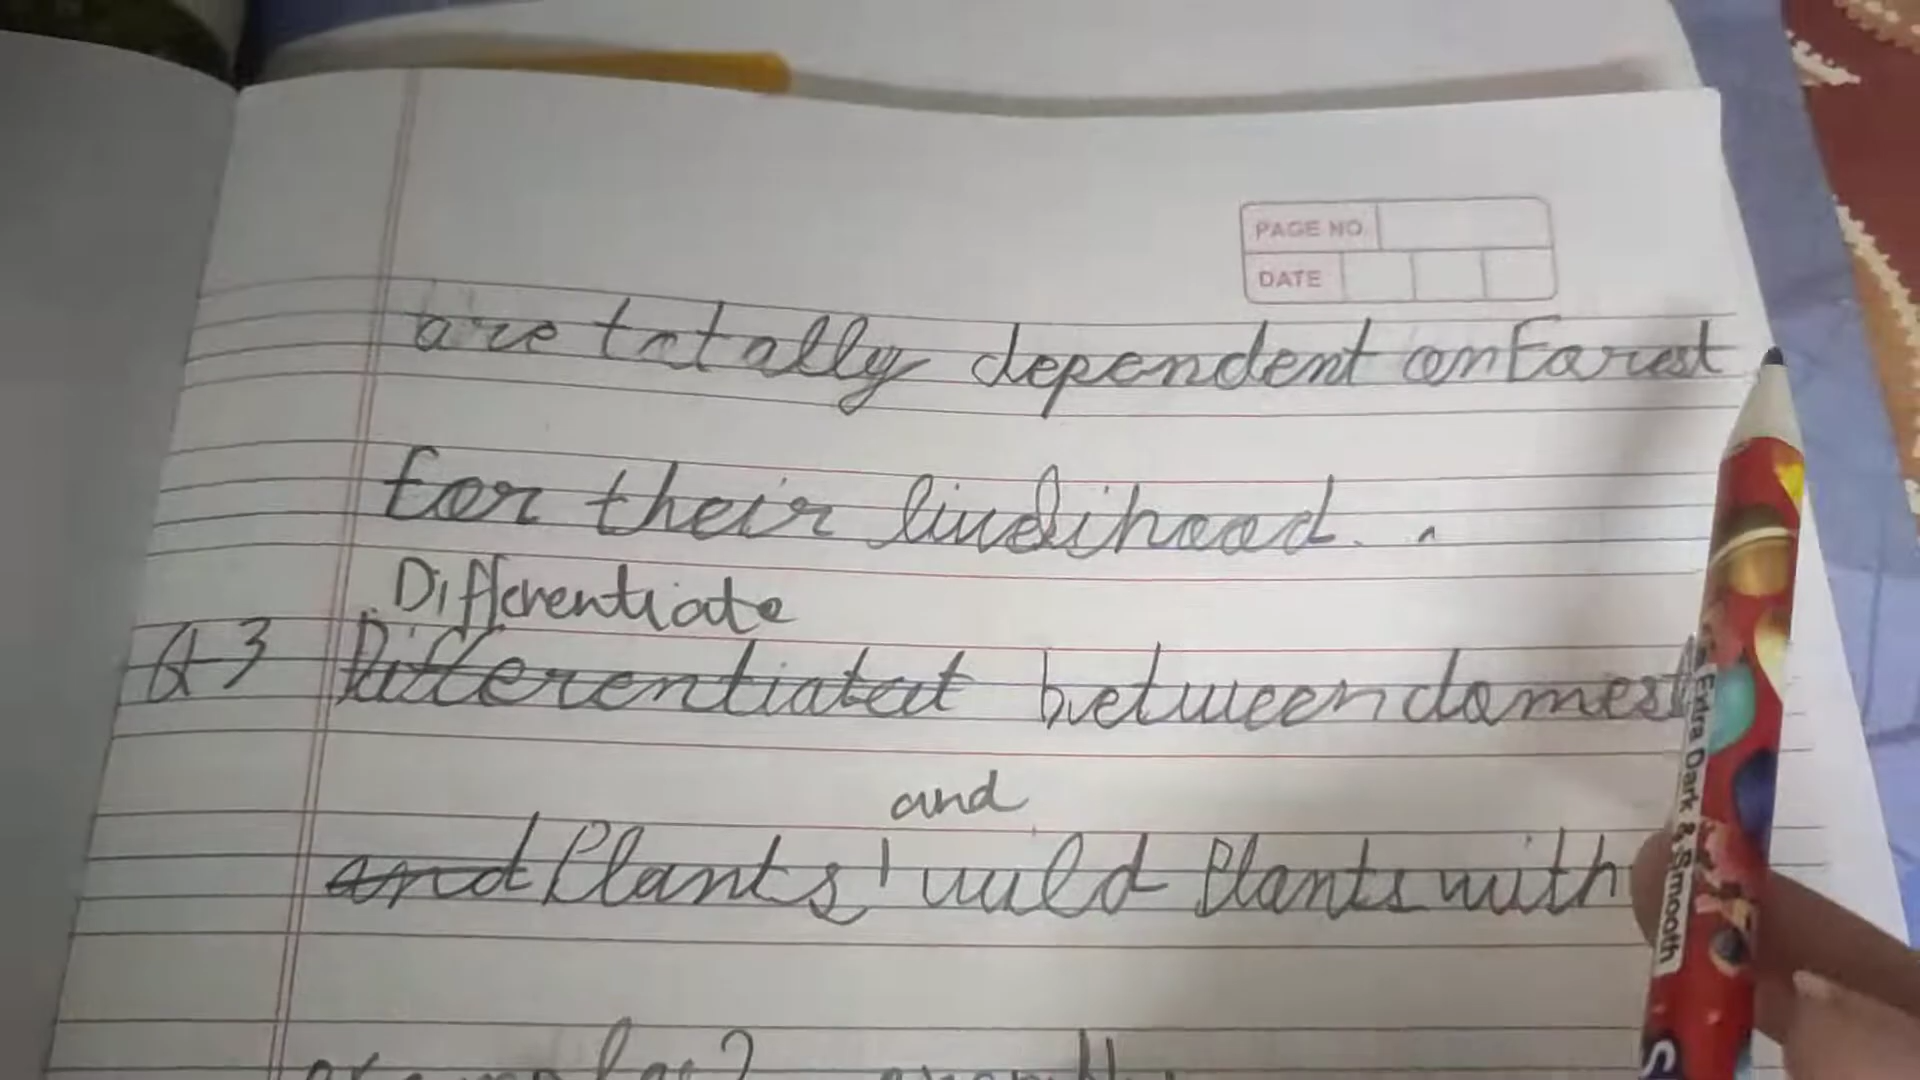 PAGE NO
DATE
are totally dependent on Forest
for their livelihood.
Differentiate
Q3 Differentiated between domest
and
and Plants' wild Plants with
Extra Dark & Smooth